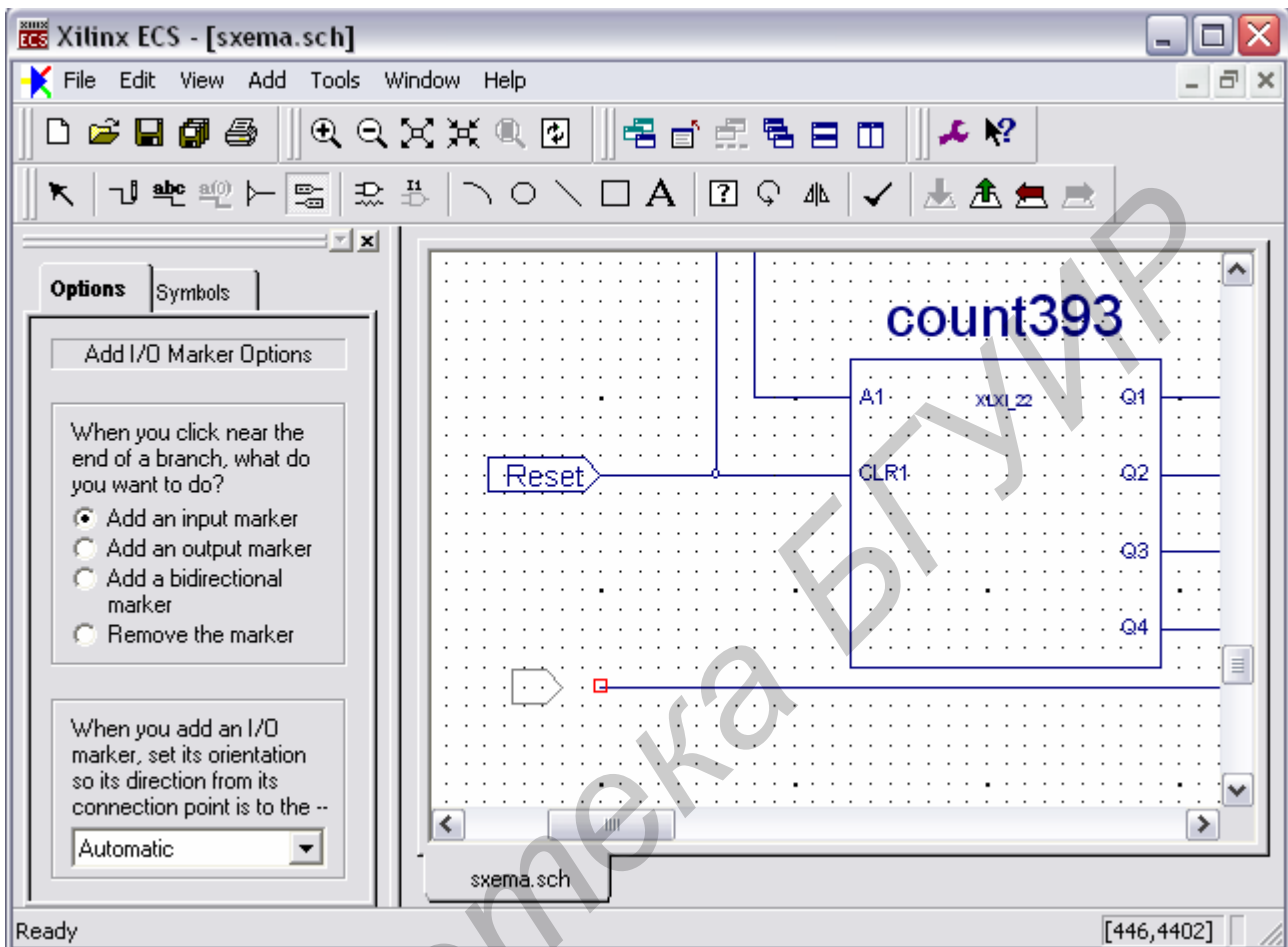 Xilinx ECS - [sxema.sch]
File Edit View Add Tools Window Help
Options
Symbols
Add I/O Marker Options
When you click near the
end of a branch, what do
you want to do?
Add an input marker
Add an output marker
Add a bidirectional
marker
Remove the marker
When you add an I/O
marker, set its orientation
so its direction from its
connection point is to the --
Automatic
count393
A1
XLXI_22
Q1
Reset
CLR1
Q2
Q3
Q4
sxema.sch
Ready
[446,4402]
отека БГУИР